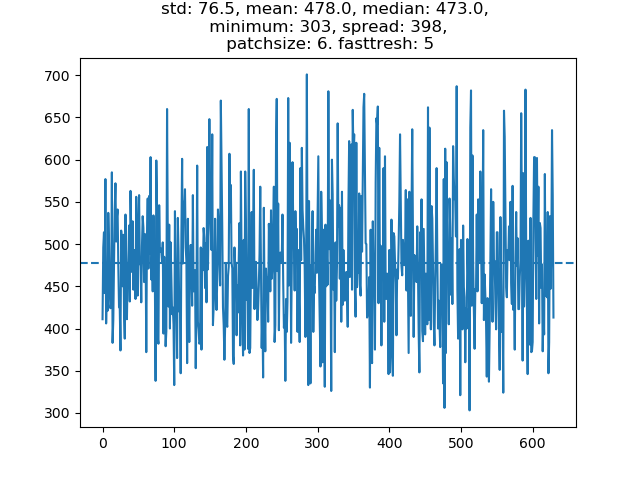 std: 76.5, mean: 478.0, median: 473.0,
minimum: 303, spread: 398,
patchsize: 6. fasttresh: 5
700
650
600
550
500
450
400
350
300
0 100 200 300 400 500 600